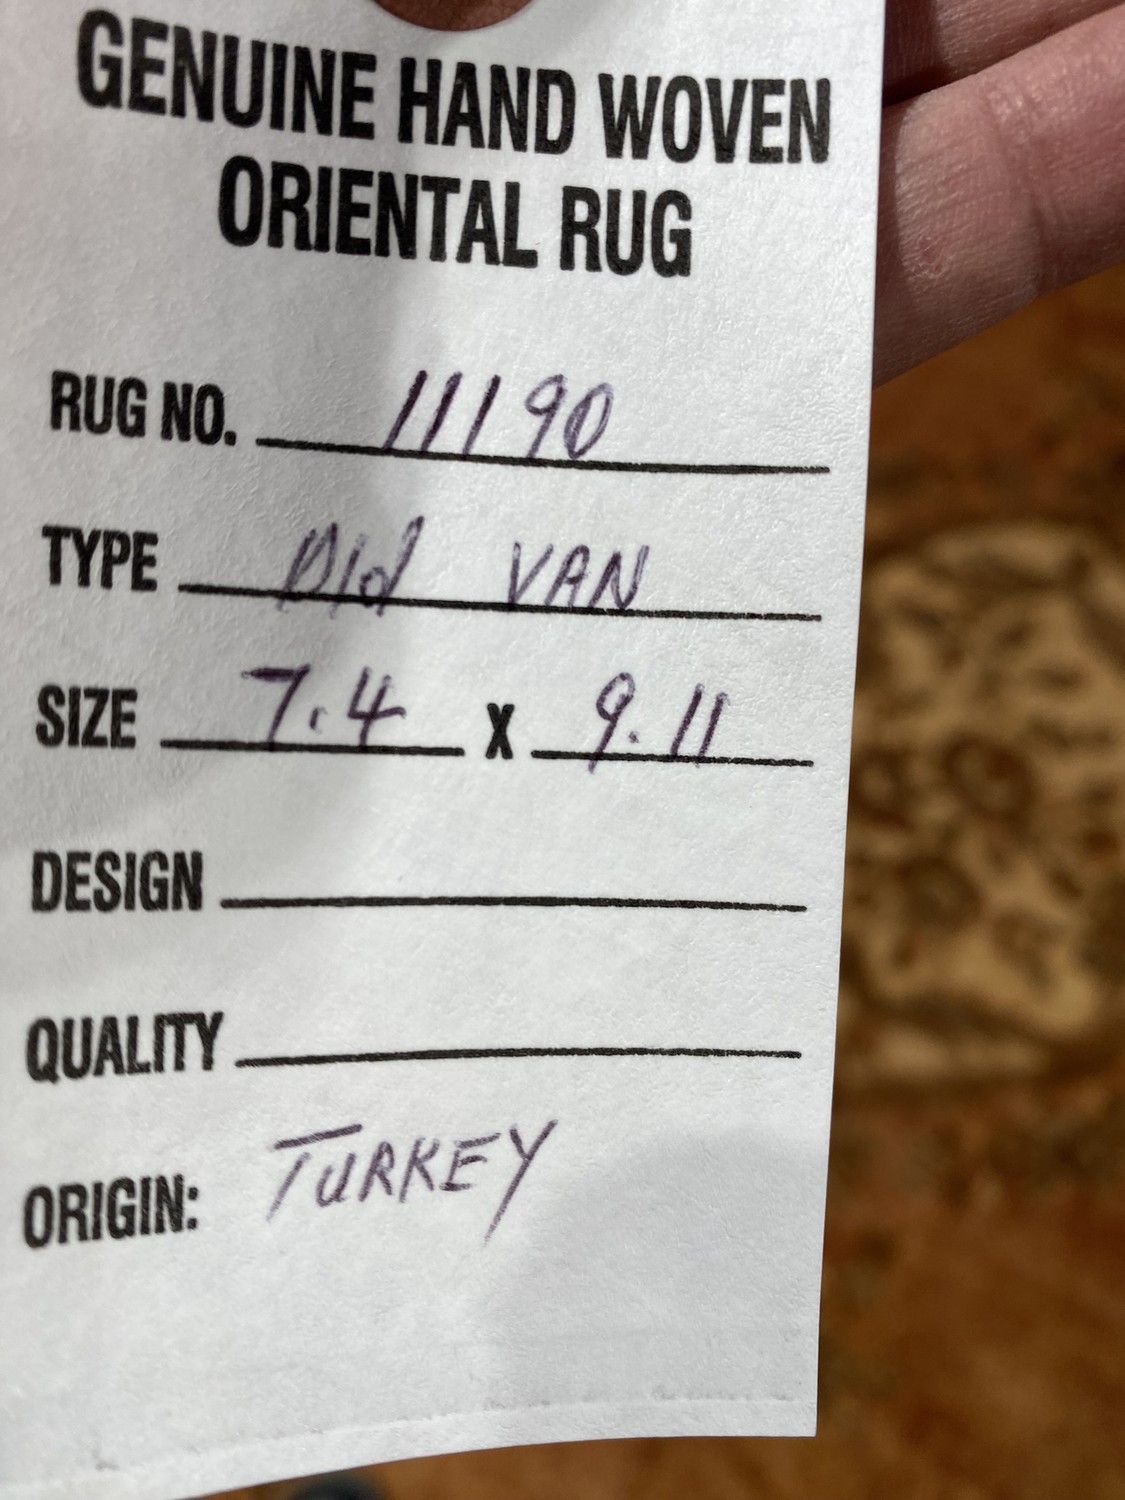 GENUINE HAND WOVEN
ORIENTAL RUG
RUG NO. 11190
TYPE Old VAN
SIZE 7.4 X 9.11
DESIGN
QUALITY
ORIGIN: TURKEY